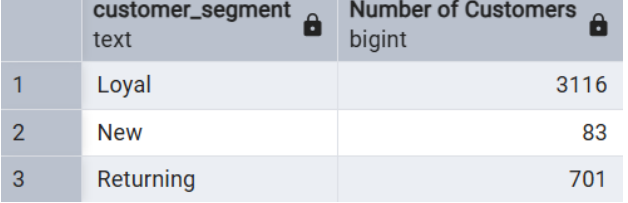 customer_segment Number of Customers
text bigint
1 Loyal 3116
2 New 83
3 Returning 701